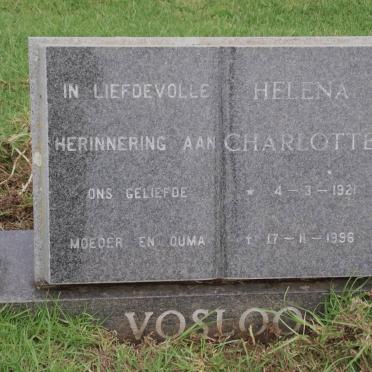 IN LIEFDEVOLLE
HERINNERING AAN
ONS GELIEFDE
MOEDER EN OUMA
HELENA
CHARLOTTE
* 4-3-1921
† 17-11-1996
VOSLOO